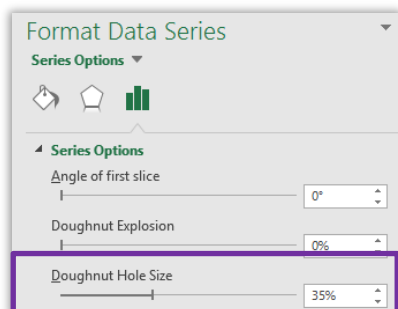 Format Data Series
Series Options
Series Options
Angle of first slice
0°
Doughnut Explosion
0%
Doughnut Hole Size
35%